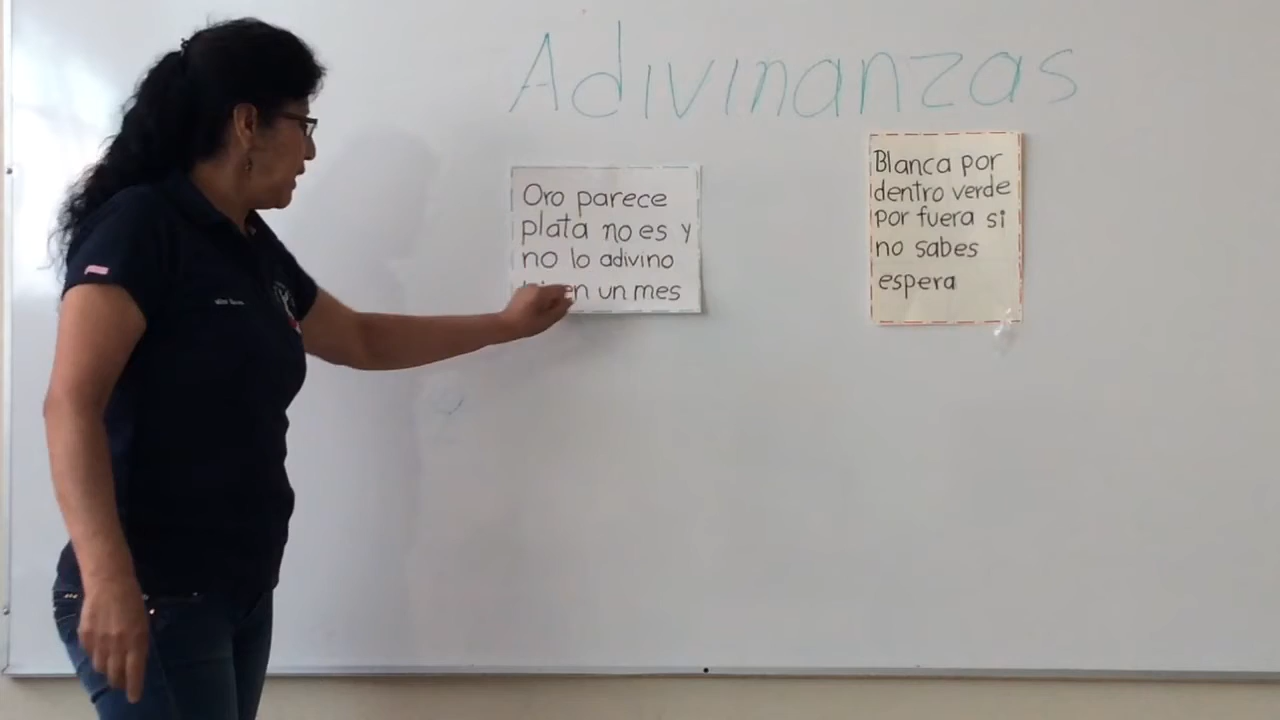 Adivinanzas
Oro parece
plata no es y
no lo adivino
en un mes
Blanca por
dentro verde
por fuera si
no sabes
espera